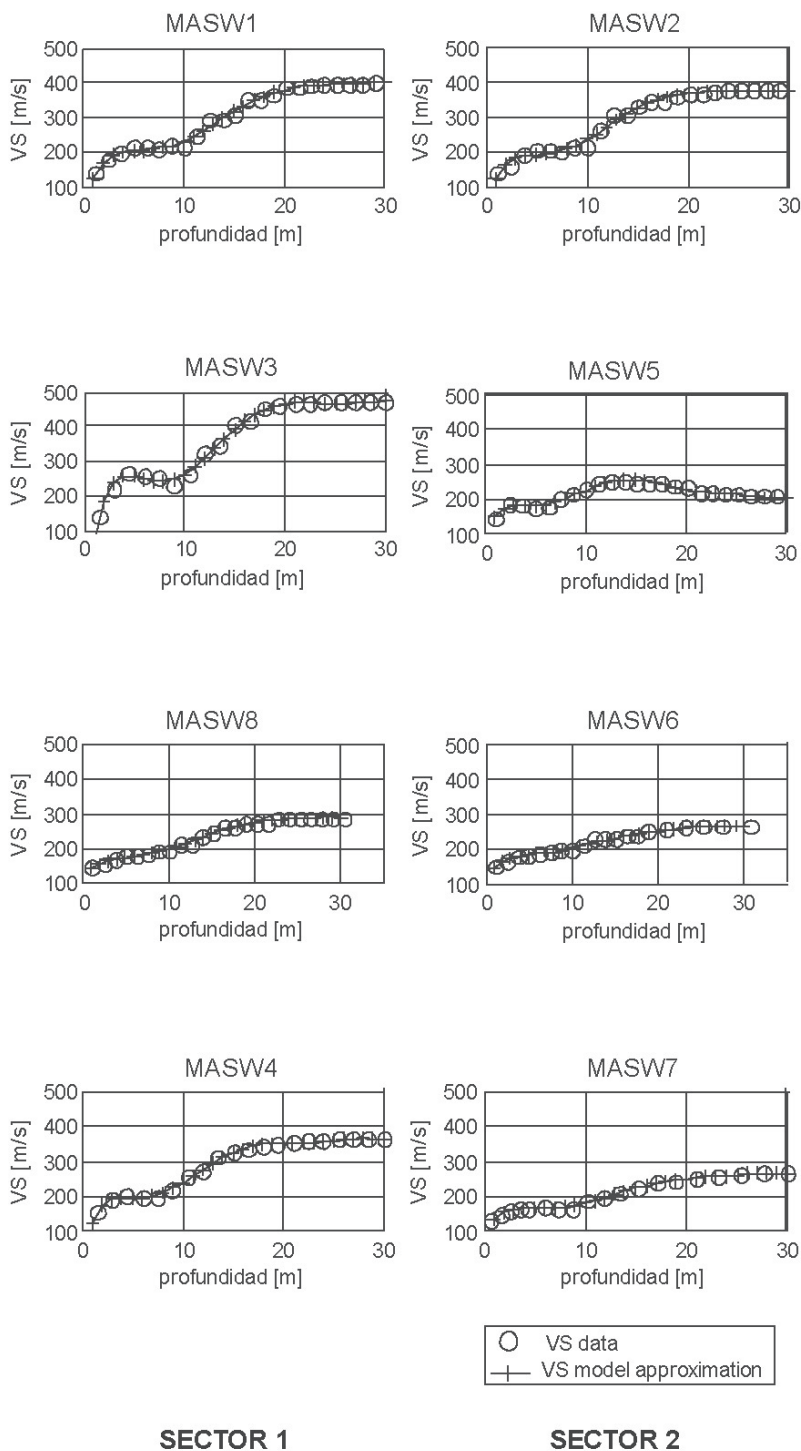 MASW1
VS [m/s]
500
400
300
200
100
0 10 20 30
profundidad [m]
MASW2
VS [m/s]
500
400
300
200
100
0 10 20 30
profundidad [m]
MASW3
VS [m/s]
500
400
300
200
100
0 10 20 30
profundidad [m]
MASW5
VS [m/s]
500
400
300
200
100
0 10 20 30
profundidad [m]
MASW8
VS [m/s]
500
400
300
200
100
0 10 20 30
profundidad [m]
MASW6
VS [m/s]
500
400
300
200
100
0 10 20 30
profundidad [m]
MASW4
VS [m/s]
500
400
300
200
100
0 10 20 30
profundidad [m]
MASW7
VS [m/s]
500
400
300
200
100
0 10 20 30
profundidad [m]
VS data
VS model approximation
SECTOR 1
SECTOR 2